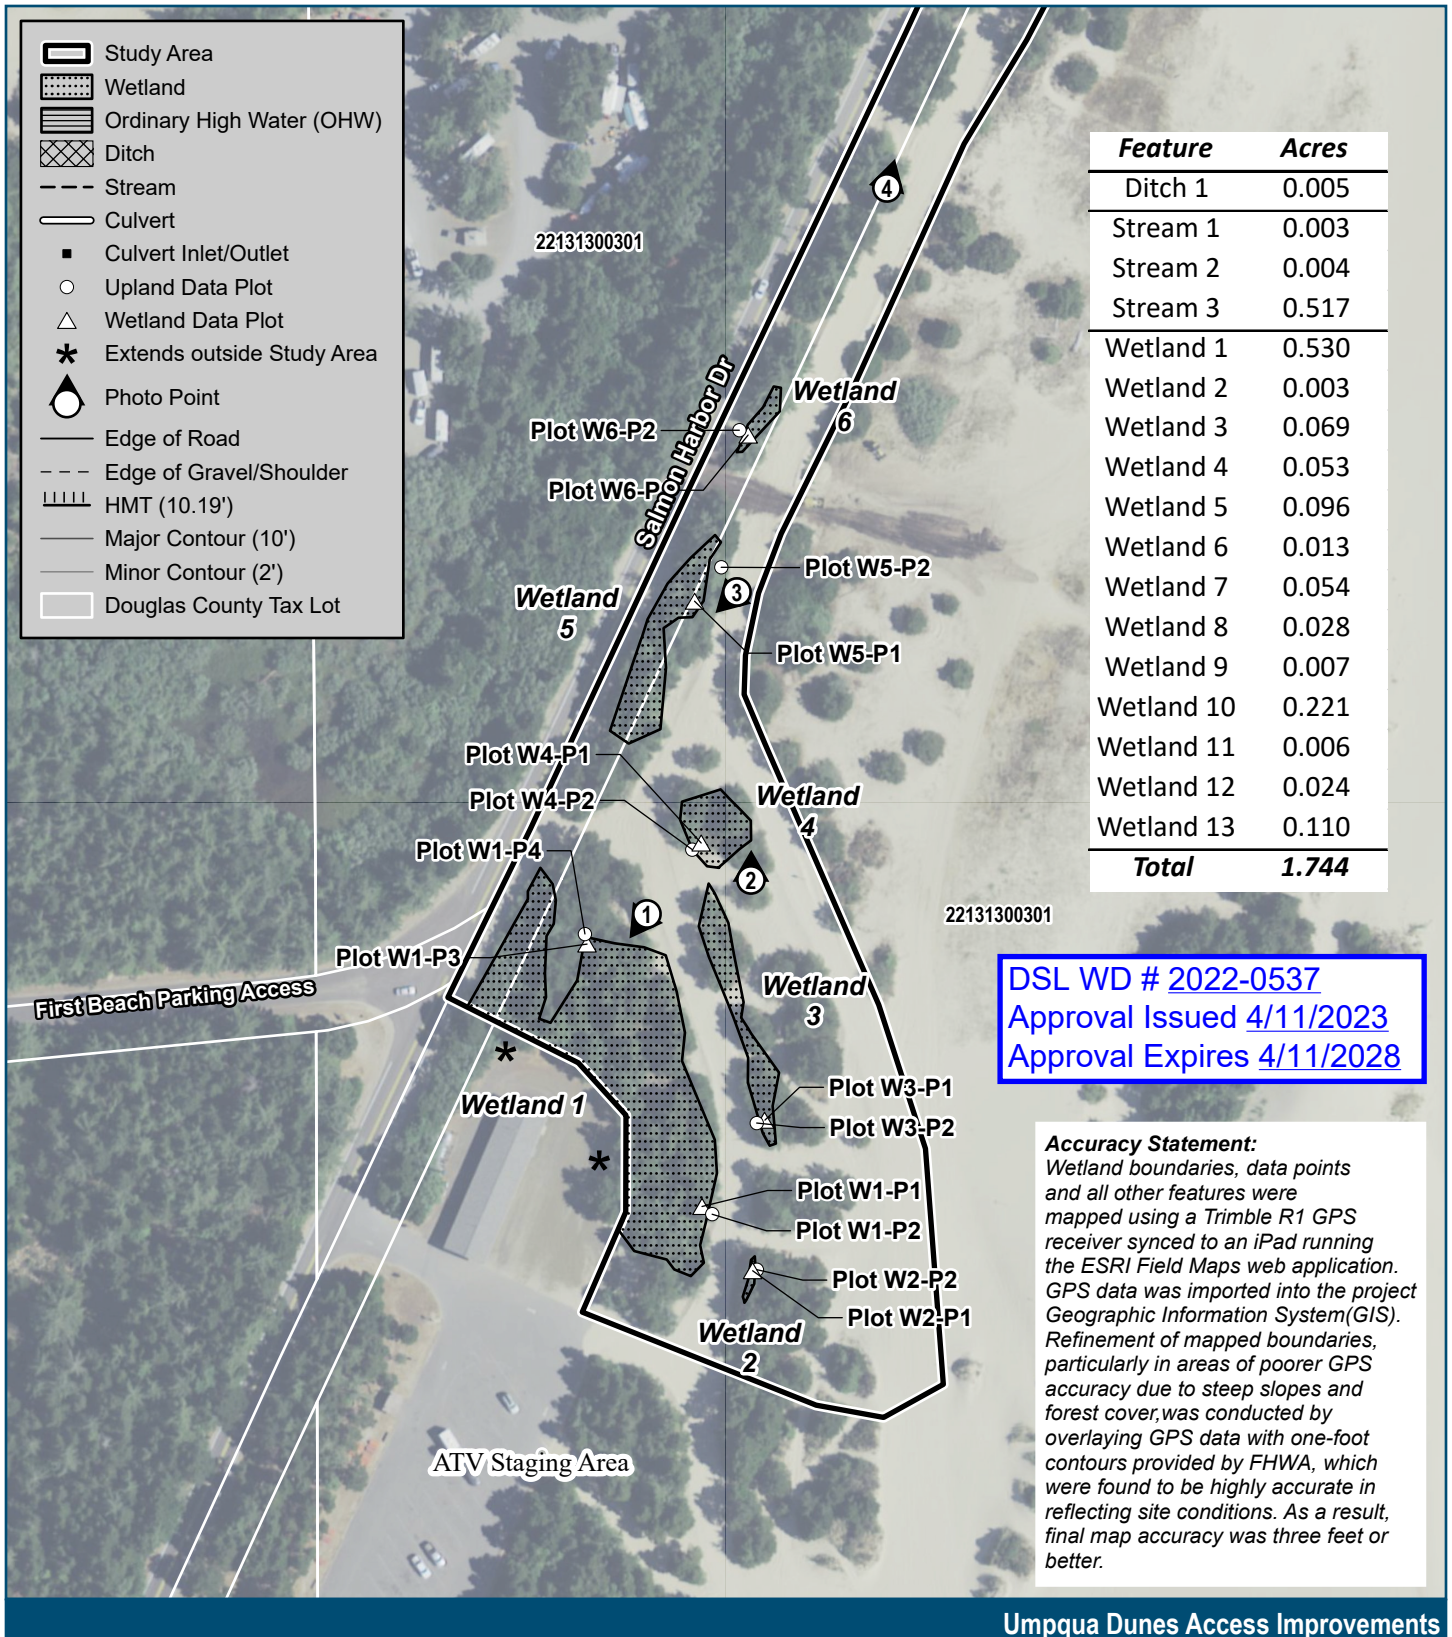 Study Area
Wetland
Ordinary High Water (OHW)
Ditch
Stream
Culvert
Culvert Inlet/Outlet
Upland Data Plot
Wetland Data Plot
Extends outside Study Area
Photo Point
Edge of Road
Edge of Gravel/Shoulder
HMT (10.19')
Major Contour (10')
Minor Contour (2')
Douglas County Tax Lot
Feature Acres
Ditch 1 0.005
Stream 1 0.003
Stream 2 0.004
Stream 3 0.517
Wetland 1 0.530
Wetland 2 0.003
Wetland 3 0.069
Wetland 4 0.053
Wetland 5 0.096
Wetland 6 0.013
Wetland 7 0.054
Wetland 8 0.028
Wetland 9 0.007
Wetland 10 0.221
Wetland 11 0.006
Wetland 12 0.024
Wetland 13 0.110
Total 1.744
4
22131300301
Salmon Harbor Dr
Wetland
6
Plot W6-P2
Plot W6-P
Plot W5-P2
3
Wetland
5
Plot W5-P1
Plot W4-P1
Plot W4-P2
Wetland
4
Plot W1-P4
2
1
22131300301
Plot W1-P3
First Beach Parking Access
Wetland
3
*
Wetland 1
Plot W3-P1
Plot W3-P2
*
Plot W1-P1
Plot W1-P2
Plot W2-P2
Plot W2-P1
Wetland
2
ATV Staging Area
DSL WD # 2022-0537
Approval Issued 4/11/2023
Approval Expires 4/11/2028
Accuracy Statement:
Wetland boundaries, data points
and all other features were
mapped using a Trimble R1 GPS
receiver synced to an iPad running
the ESRI Field Maps web application.
GPS data was imported into the project
Geographic Information System(GIS).
Refinement of mapped boundaries,
particularly in areas of poorer GPS
accuracy due to steep slopes and
forest cover,was conducted by
overlaying GPS data with one-foot
contours provided by FHWA, which
were found to be highly accurate in
reflecting site conditions. As a result,
final map accuracy was three feet or
better.
Umpqua Dunes Access Improvements